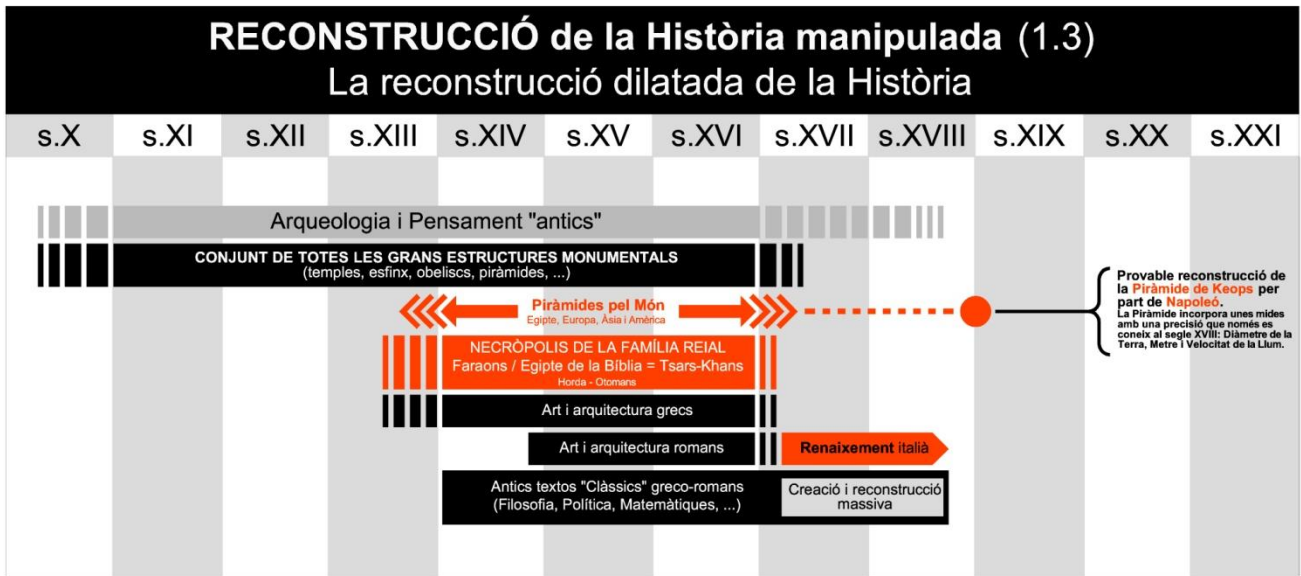 RECONSTRUCCIÓ de la Història manipulada (1.3)
La reconstrucció dilatada de la Història
s.X s.XI s.XII s.XIII s.XIV s.XV s.XVI s.XVII s.XVIII s.XIX s.XX s.XXI
Arqueologia i Pensament "antics"
CONJUNT DE TOTES LES GRANS ESTRUCTURES MONUMENTALS
(temples, esfinx, obeliscs, piràmides, ...)
Piràmides pel Món
Egipte, Europa, Àsia i Amèrica
Provable reconstrucció de
la Piràmide de Keops per
part de Napoleó.
La Piràmide incorpora unes mides
amb una precisió que només es
coneix al segle XVIII: Diàmetre de la
Terra, Metre i Velocitat de la Llum.
NECRÒPOLIS DE LA FAMÍLIA REIAL
Faraons / Egipte de la Bíblia = Tsars-Khans
Horda - Otomans
Art i arquitectura grecs
Art i arquitectura romans
Renaixement italià
Antics textos "Clàssics" greco-romans
(Filosofia, Política, Matemàtiques, ...)
Creació i reconstrucció
massiva